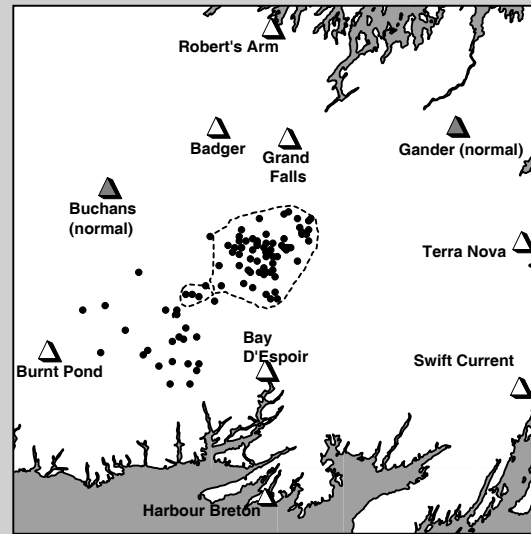 Robert's Arm
Badger
Grand
Falls
Gander (normal)
Buchans
(normal)
Terra Nova
Bay
D'Espoir
Burnt Pond
Swift Current
Harbour Breton